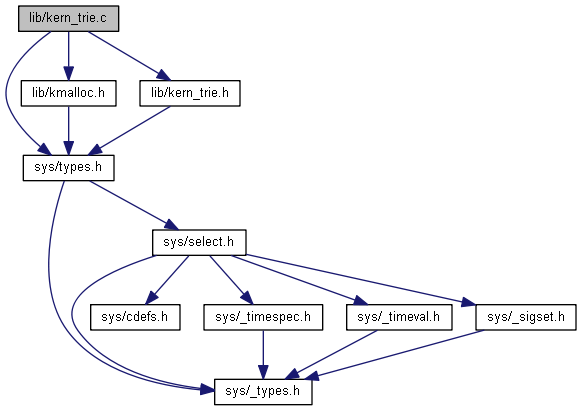 lib/kern_trie.c
lib/kmalloc.h
lib/kern_trie.h
sys/types.h
sys/select.h
sys/cdefs.h
sys/_timespec.h
sys/_timeval.h
sys/_sigset.h
sys/_types.h